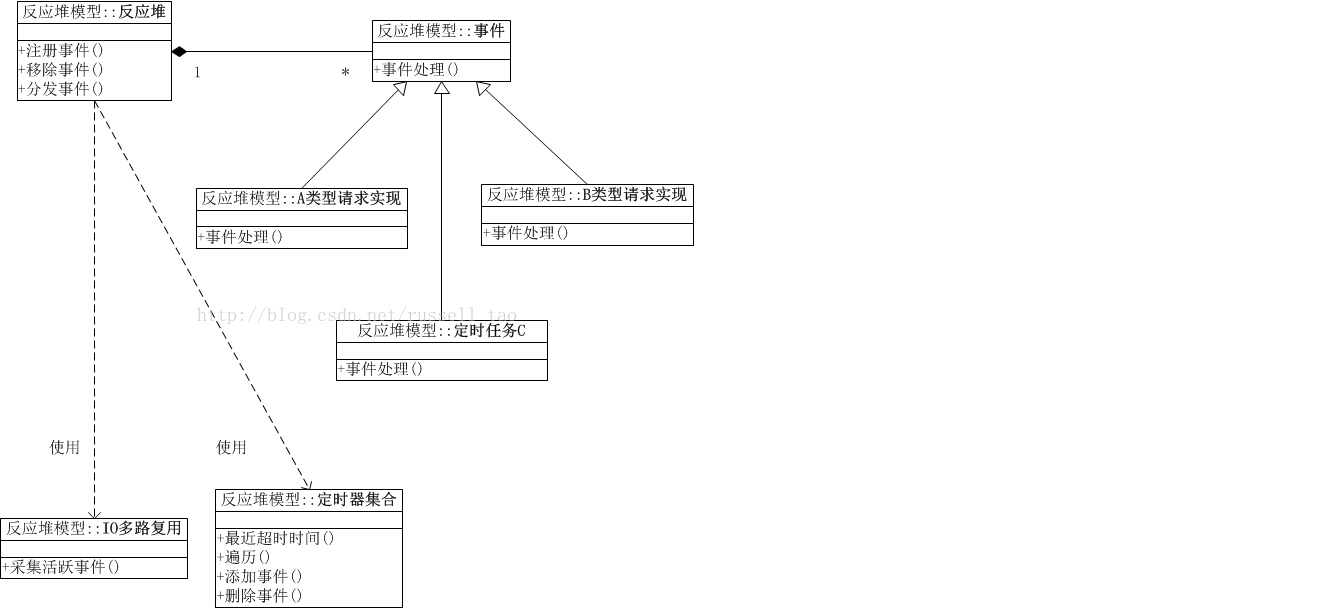 反应堆模型::反应堆
+注册事件()
+移除事件()
+分发事件()
1
*
反应堆模型::事件
+事件处理()
反应堆模型::A类型请求实现
+事件处理()
反应堆模型::B类型请求实现
+事件处理()
http://blog.csdn.net/russell_tao
反应堆模型::定时任务C
+事件处理()
使用
使用
反应堆模型::定时器集合
+最近超时时间()
+遍历()
+添加事件()
+删除事件()
反应堆模型::IO多路复用
+采集活跃事件()